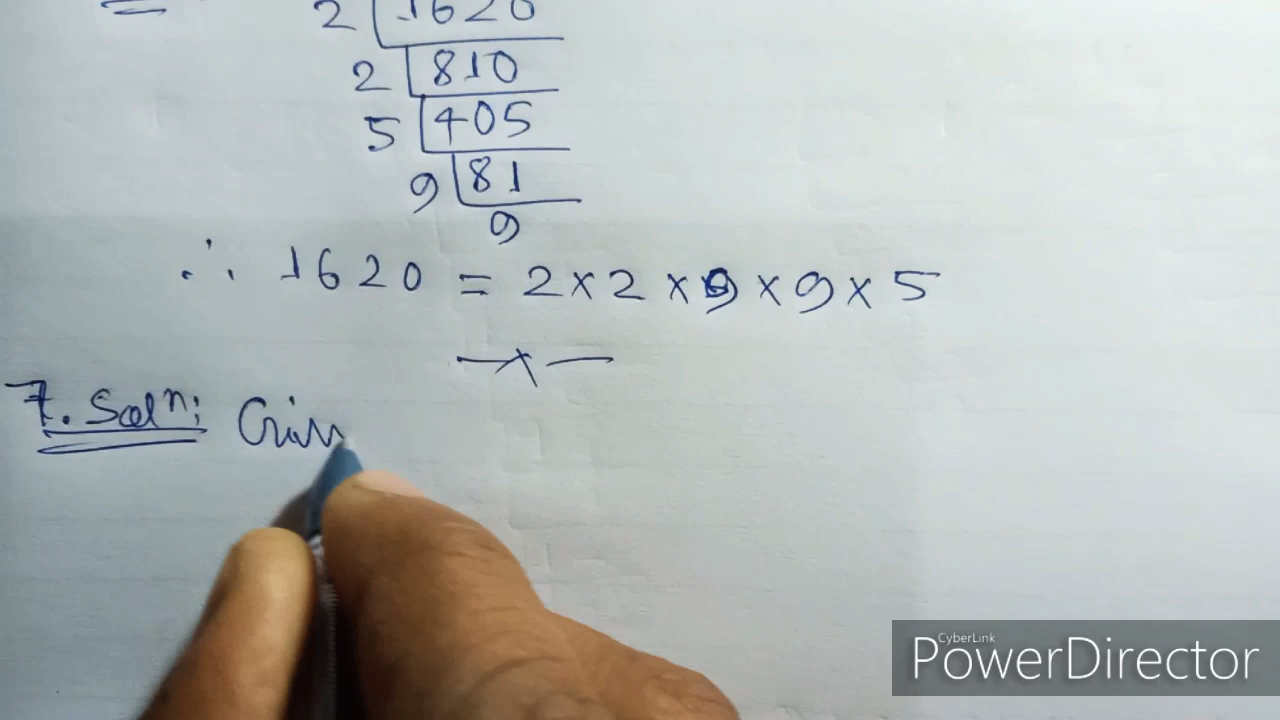 2 1620
2 810
5 405
9 81
9
∴ 1620 = 2 × 2 × 9 × 9 × 5
—x—
7. Solⁿ: Giv
CyberLink
PowerDirector